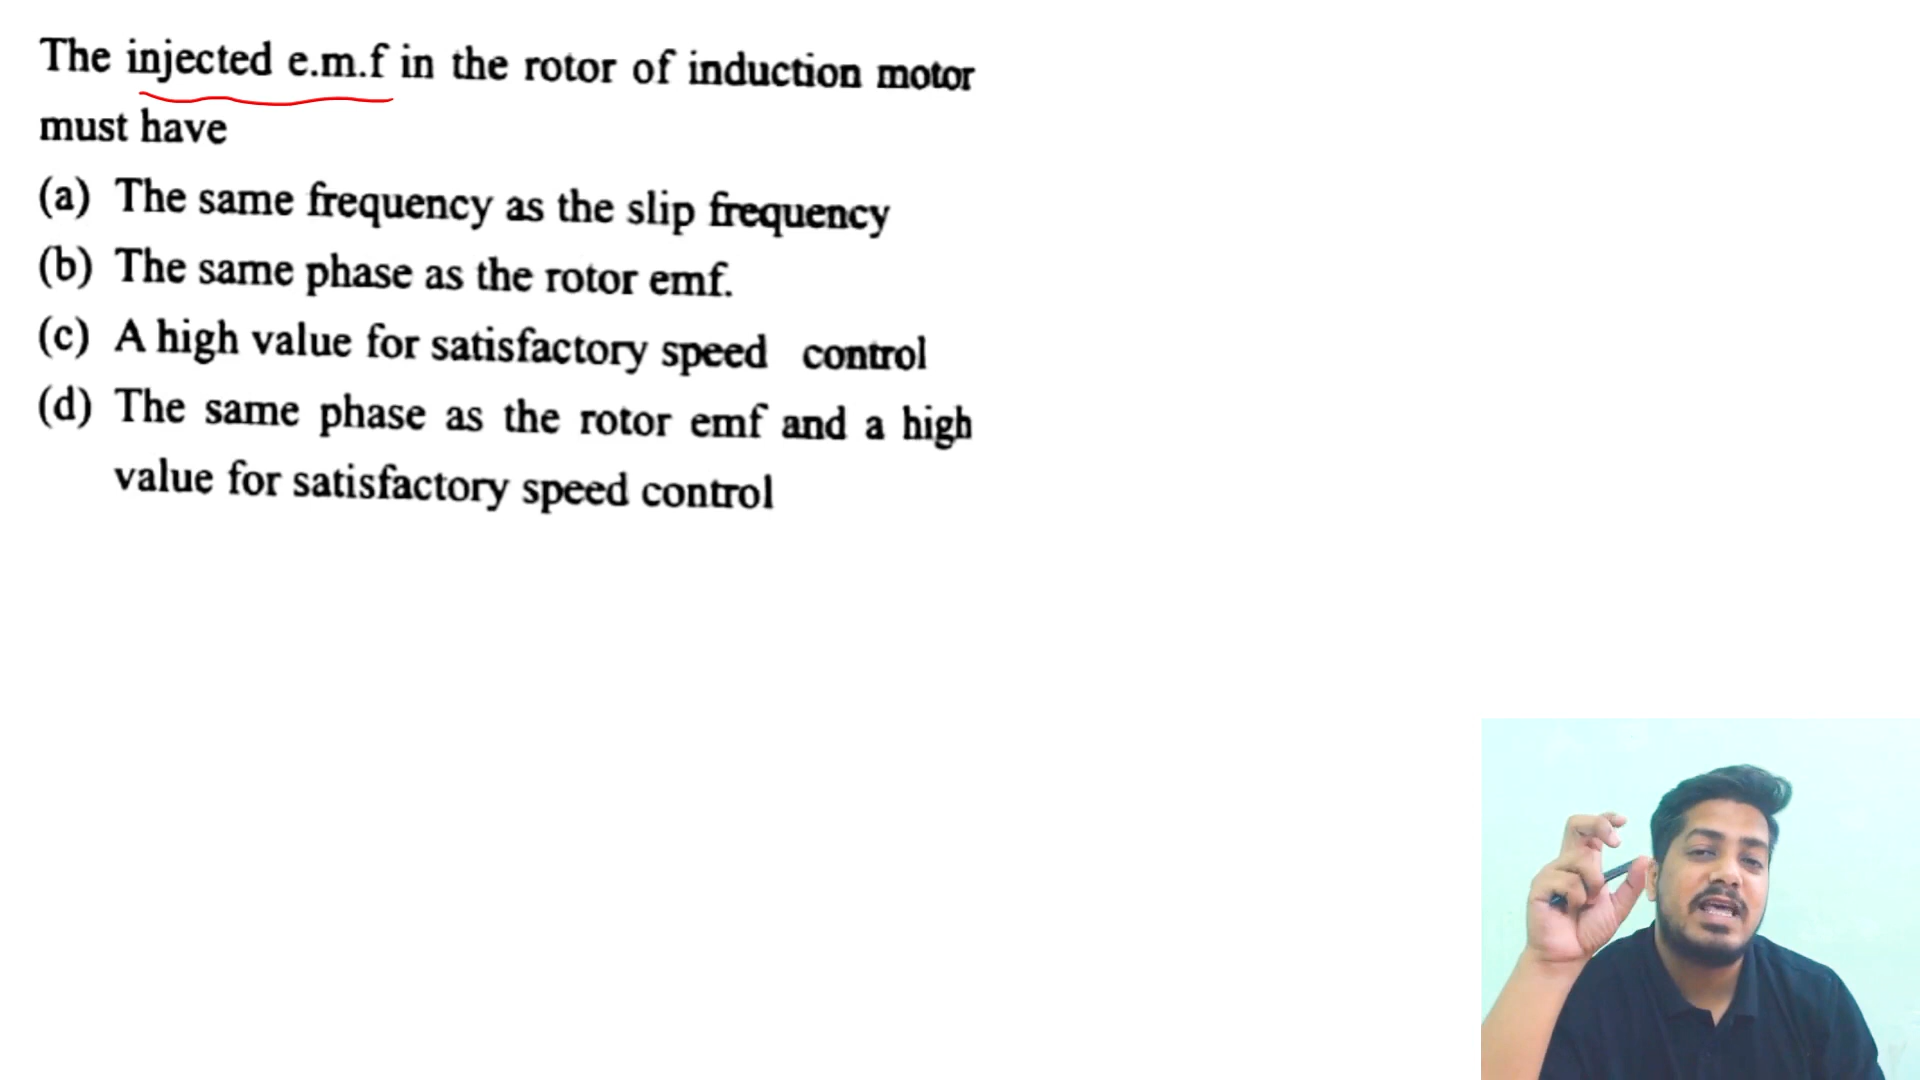 The injected e.m.f in the rotor of induction motor
must have
(a) The same frequency as the slip frequency
(b) The same phase as the rotor emf.
(c) A high value for satisfactory speed control
(d) The same phase as the rotor emf and a high
value for satisfactory speed control